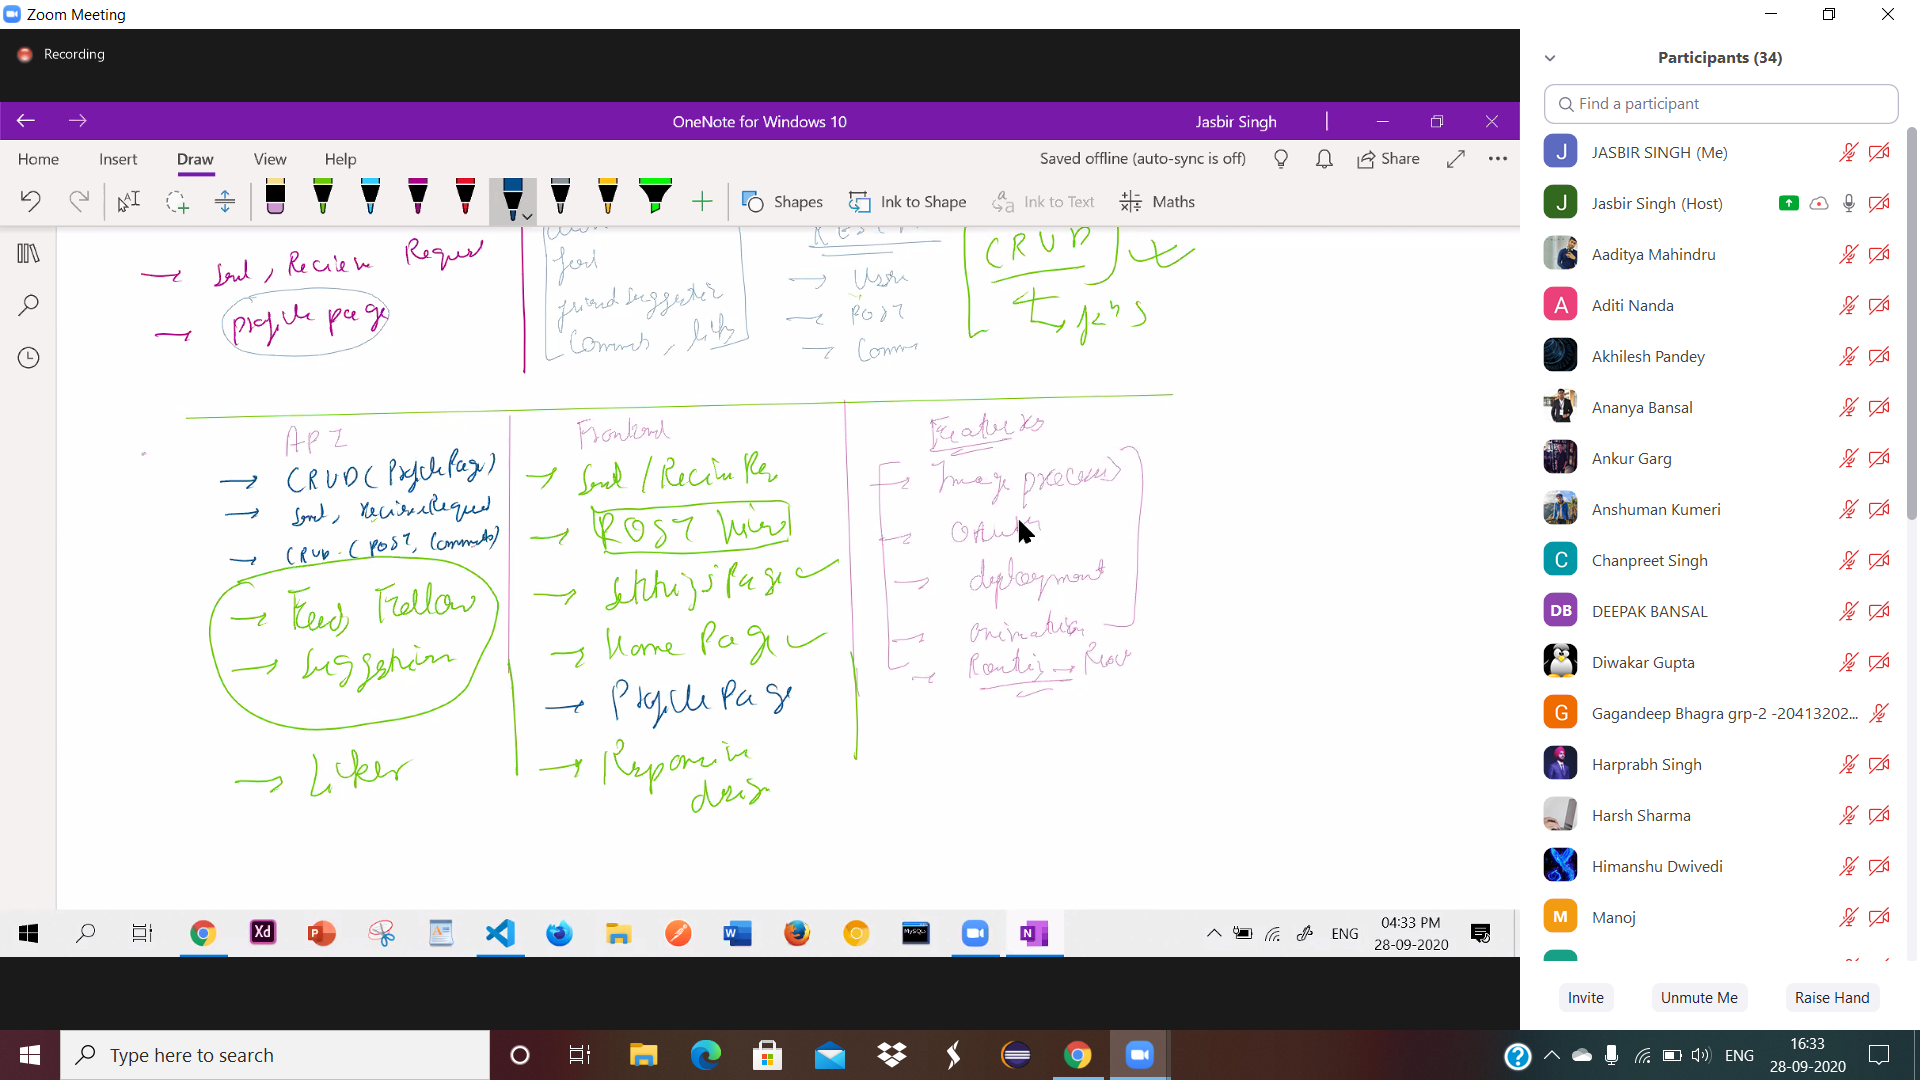 Zoom Meeting
Recording
OneNote for Windows 10
Jasbir Singh
Home Insert Draw View Help
Saved offline (auto-sync is off)
Share
Shapes
Ink to Shape
Ink to Text
Maths
Send, Recieve Request
profile page
feed
friend suggestion
Comments, likes
User
POST
CRUD
API
CRUD (Profile Page)
Send, recieve Request
CRUD (POST, Comments)
Feed, Follow
Suggestion
Likes
Frontend
Send / Recieve Req
POST View
Settings Page
Home Page
Profile Page
Responsive
design
Features
Image process
deployment
animation
Routing
Xd
ENG
04:33 PM
28-09-2020
Participants (34)
Find a participant
J JASBIR SINGH (Me)
J Jasbir Singh (Host)
Aaditya Mahindru
A Aditi Nanda
Akhilesh Pandey
Ananya Bansal
Ankur Garg
Anshuman Kumeri
C Chanpreet Singh
DB DEEPAK BANSAL
Diwakar Gupta
G Gagandeep Bhagra grp-2 -20413202...
Harprabh Singh
Harsh Sharma
Himanshu Dwivedi
M Manoj
Invite
Unmute Me
Raise Hand
Type here to search
ENG
16:33
28-09-2020